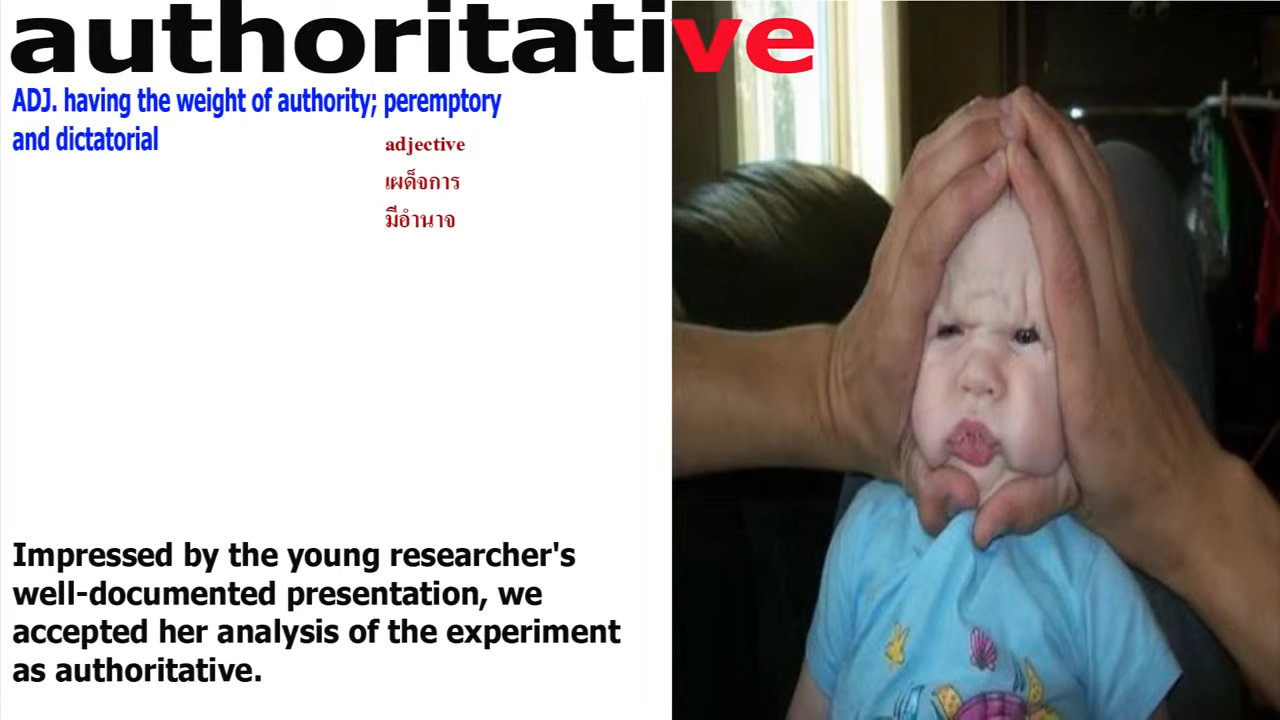 authoritative
ADJ. having the weight of authority; peremptory
and dictatorial
adjective
เผด็จการ
มีอำนาจ
Impressed by the young researcher's
well-documented presentation, we
accepted her analysis of the experiment
as authoritative.